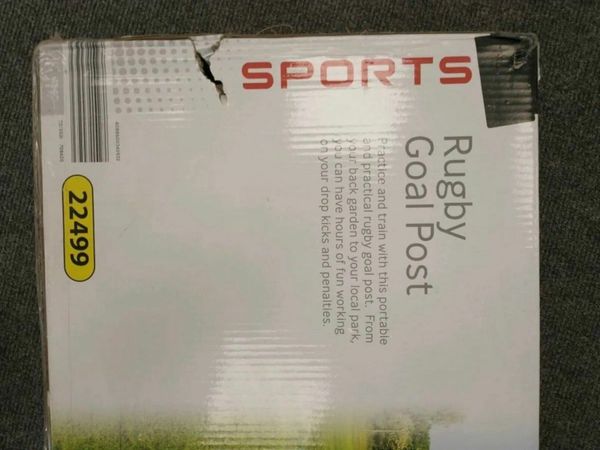 SPORTS
Rugby
Goal Post
Practice and train with this portable
and practical rugby goal post. From
your back garden to your local park,
you can have hours of fun working
on your drop kicks and penalties.
22499